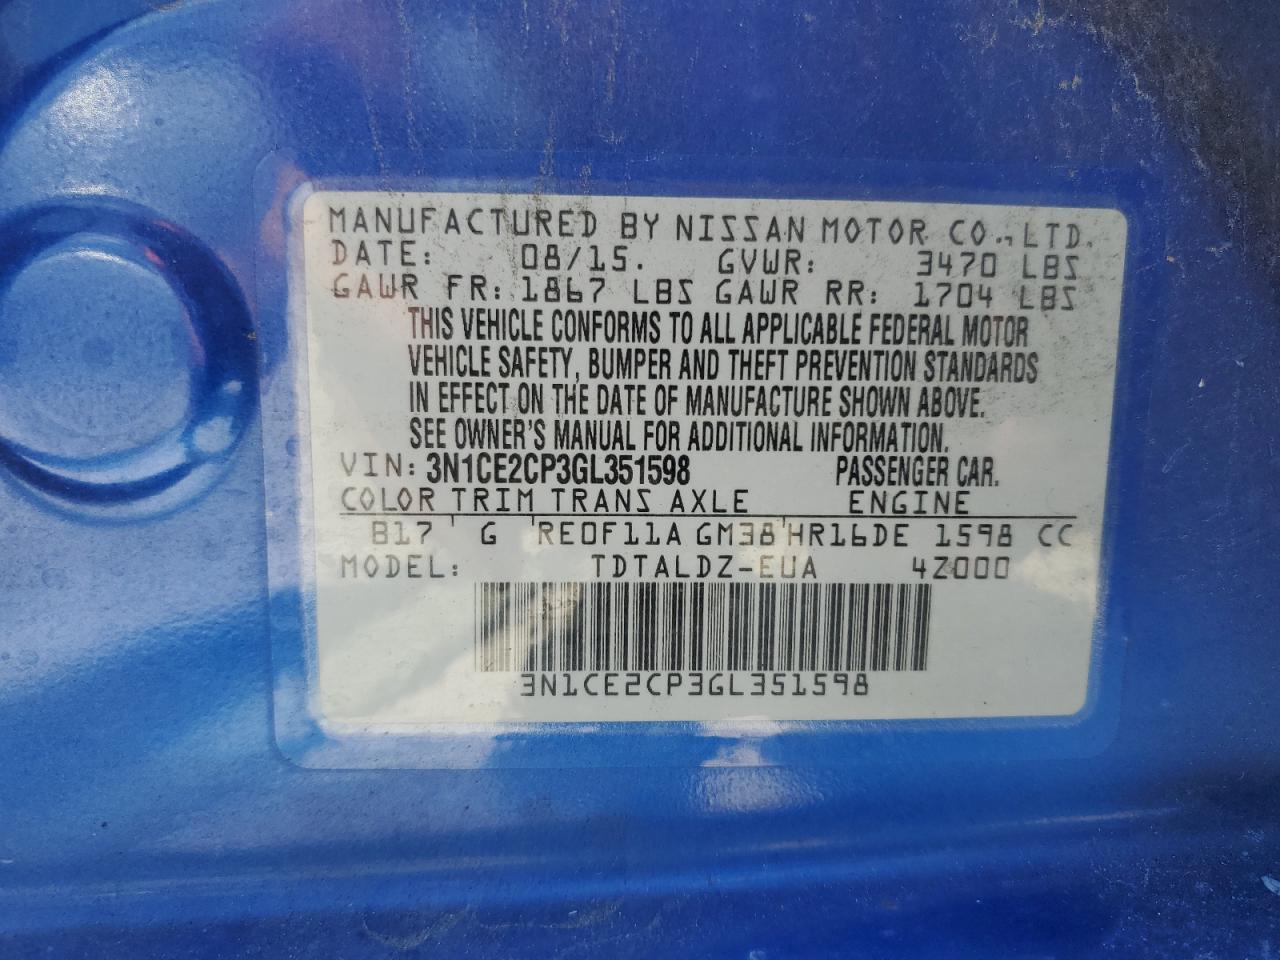 MANUFACTURED BY NISSAN MOTOR CO., LTD.
DATE: 08/15. GVWR: 3470 LBS
GAWR FR: 1867 LBS GAWR RR: 1704 LBS
THIS VEHICLE CONFORMS TO ALL APPLICABLE FEDERAL MOTOR
VEHICLE SAFETY, BUMPER AND THEFT PREVENTION STANDARDS
IN EFFECT ON THE DATE OF MANUFACTURE SHOWN ABOVE.
SEE OWNER'S MANUAL FOR ADDITIONAL INFORMATION.
VIN: 3N1CE2CP3GL351598 PASSENGER CAR.
COLOR TRIM TRANS AXLE ENGINE
B17 ' G 'RE0F11A GM38'HR16DE 1598 CC
MODEL: TDTALDZ-EUA 4Z000
3N1CE2CP3GL351598